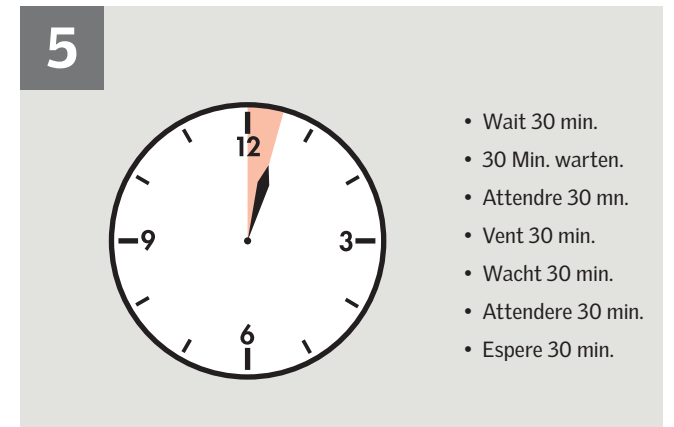 5
12
9
3
6
• Wait 30 min.
• 30 Min. warten.
• Attendre 30 mn.
• Vent 30 min.
• Wacht 30 min.
• Attendere 30 min.
• Espere 30 min.